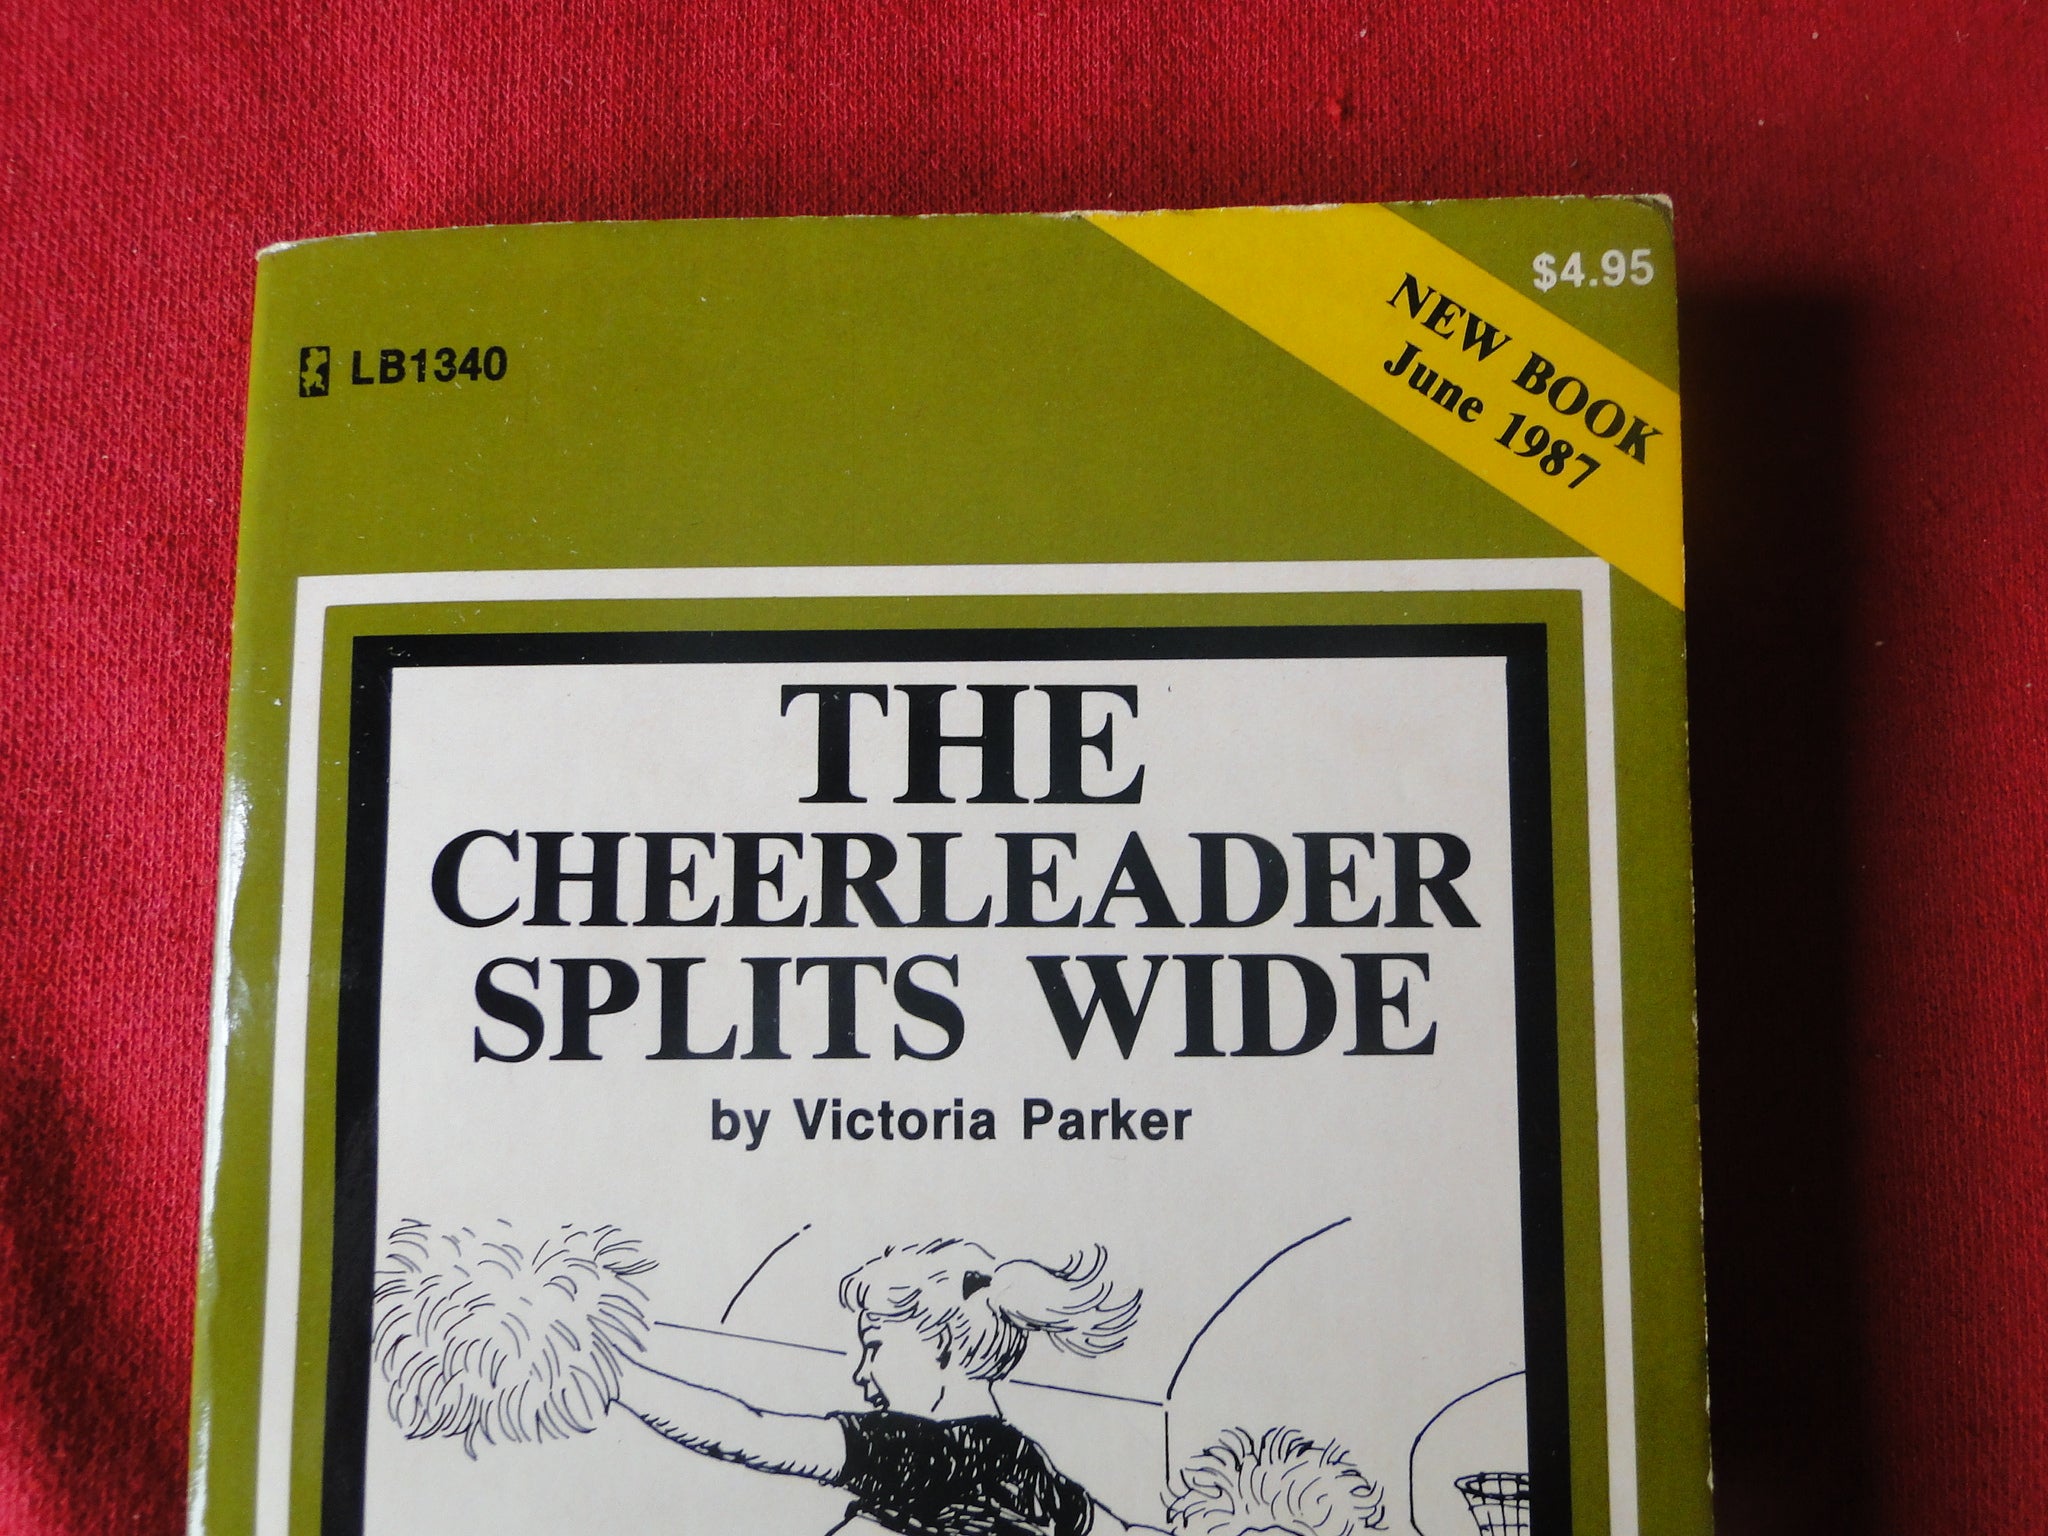 $4.95
NEW BOOK
June 1987
LB1340
THE
CHEERLEADER
SPLITS WIDE
by Victoria Parker